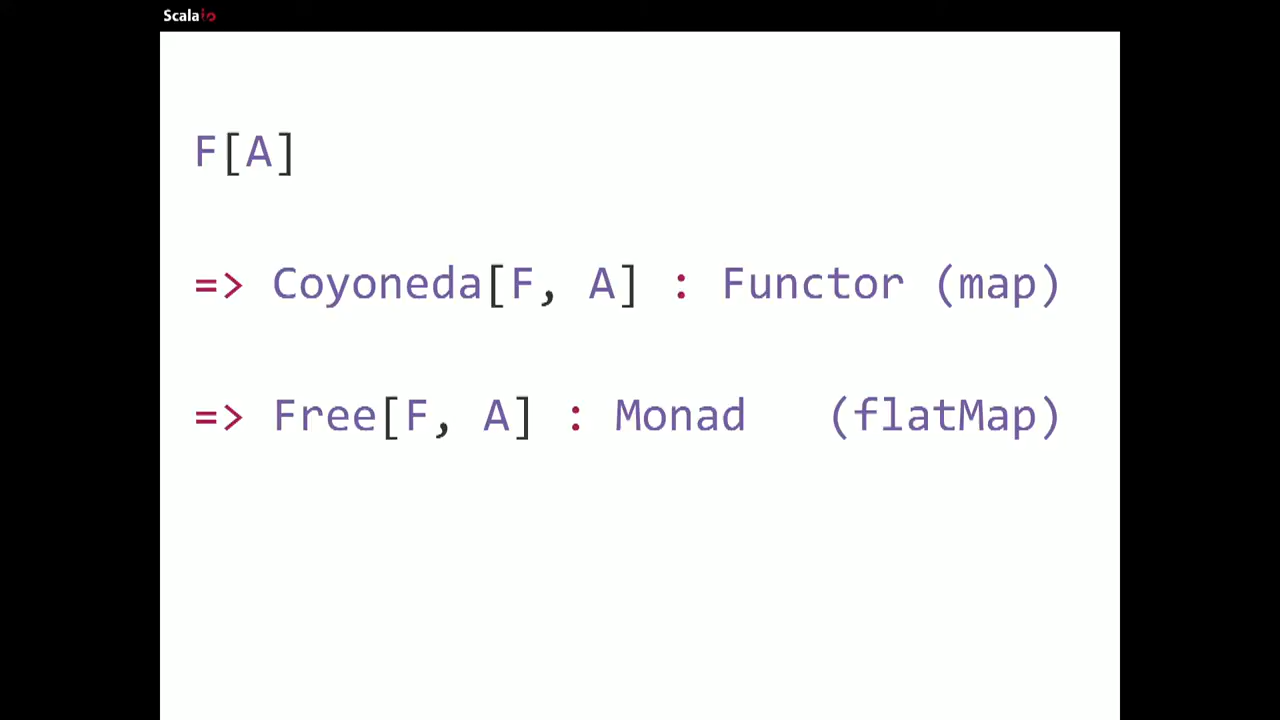 Scalaio
F[A]
=> Coyoneda[F, A] : Functor (map)
=> Free[F, A] : Monad (flatMap)